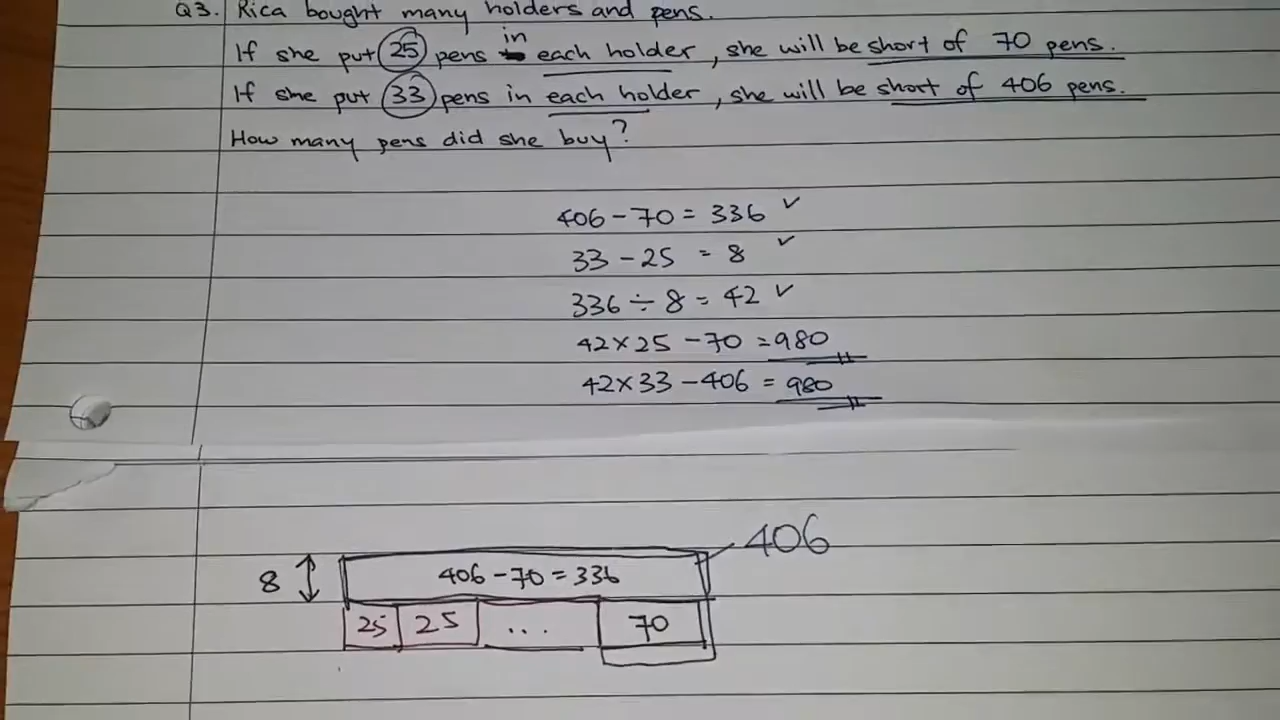 Q3. Rica bought many holders and pens.
If she put 25 pens in each holder, she will be short of 70 pens.
If she put 33 pens in each holder, she will be short of 406 pens.
How many pens did she buy?
406 - 70 = 336 ✓
33 - 25 = 8 ✓
336 ÷ 8 = 42 ✓
42 × 25 - 70 = 980
42 × 33 - 406 = 980
406
8 406 - 70 = 336
25 25 ... 70